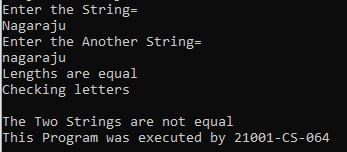 Enter the String=
Nagaraju
Enter the Another String=
nagaraju
Lengths are equal
Checking letters
The Two Strings are not equal
This Program was executed by 21001-CS-064